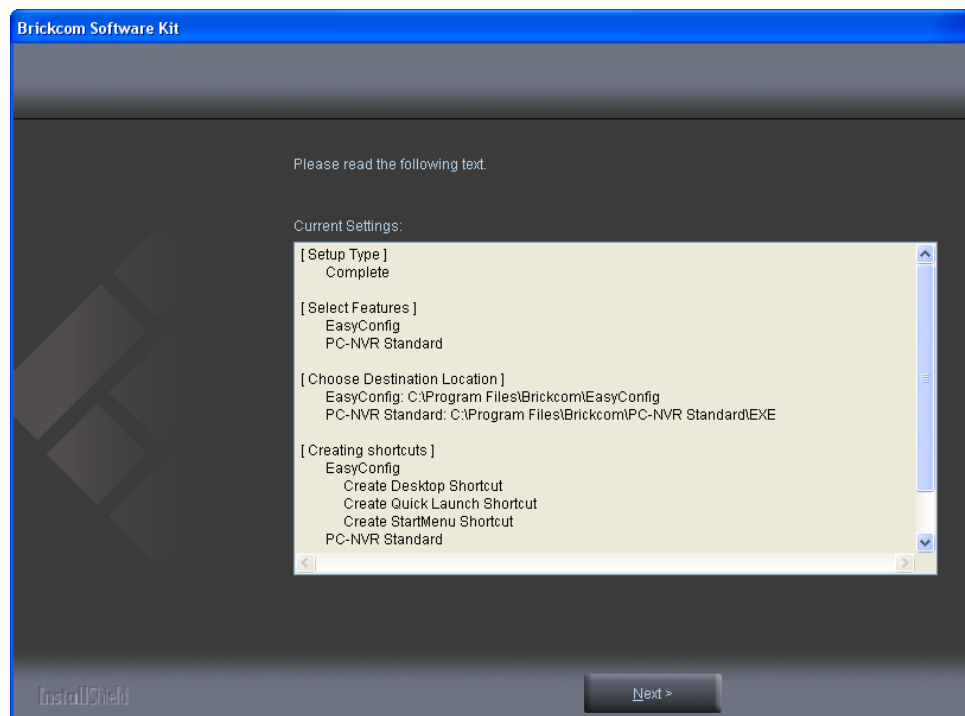 Brickcom Software Kit
Please read the following text.
Current Settings:
[ Setup Type ]
Complete
[ Select Features ]
EasyConfig
PC-NVR Standard
[ Choose Destination Location ]
EasyConfig: C:\Program Files\Brickcom\EasyConfig
PC-NVR Standard: C:\Program Files\Brickcom\PC-NVR Standard\EXE
[ Creating shortcuts ]
EasyConfig
Create Desktop Shortcut
Create Quick Launch Shortcut
Create StartMenu Shortcut
PC-NVR Standard
InstallShield
Next >